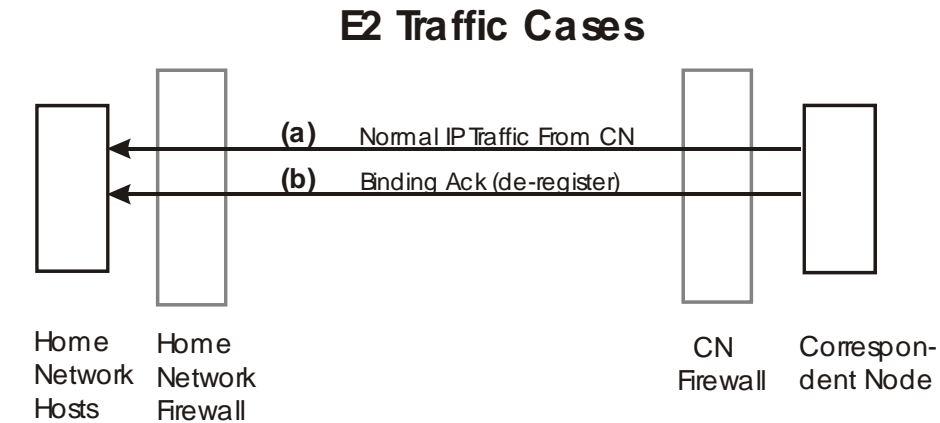 E2 Traffic Cases
(a) Normal IP Traffic From CN
(b) Binding Ack (de-register)
Home
Network
Hosts
Home
Network
Firewall
CN
Firewall
Correspon-
dent Node